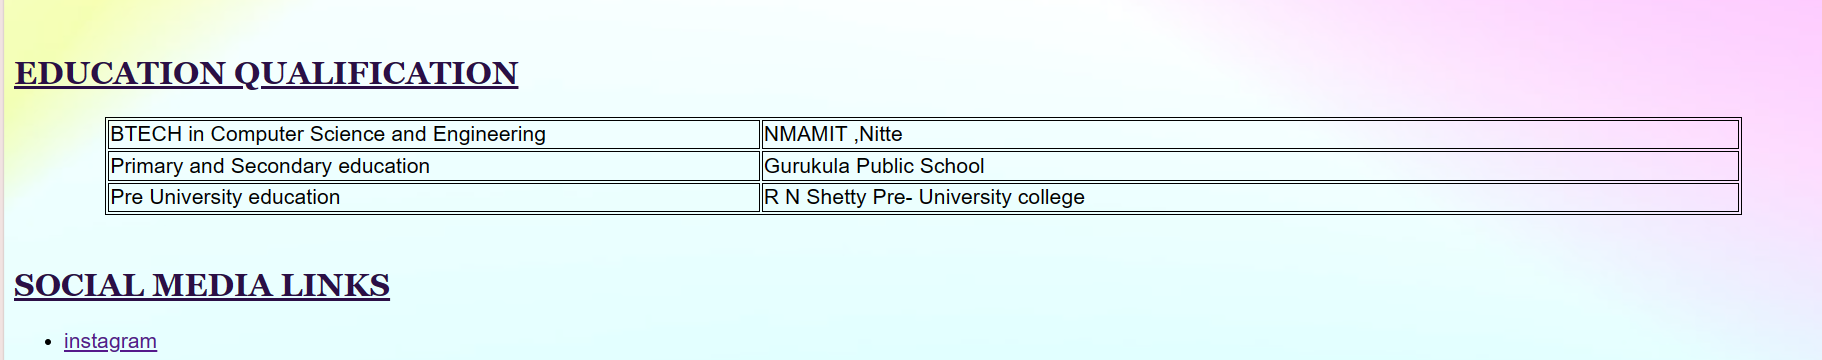 EDUCATION QUALIFICATION
BTECH in Computer Science and Engineering NMAMIT ,Nitte
Primary and Secondary education Gurukula Public School
Pre University education R N Shetty Pre- University college
SOCIAL MEDIA LINKS
instagram